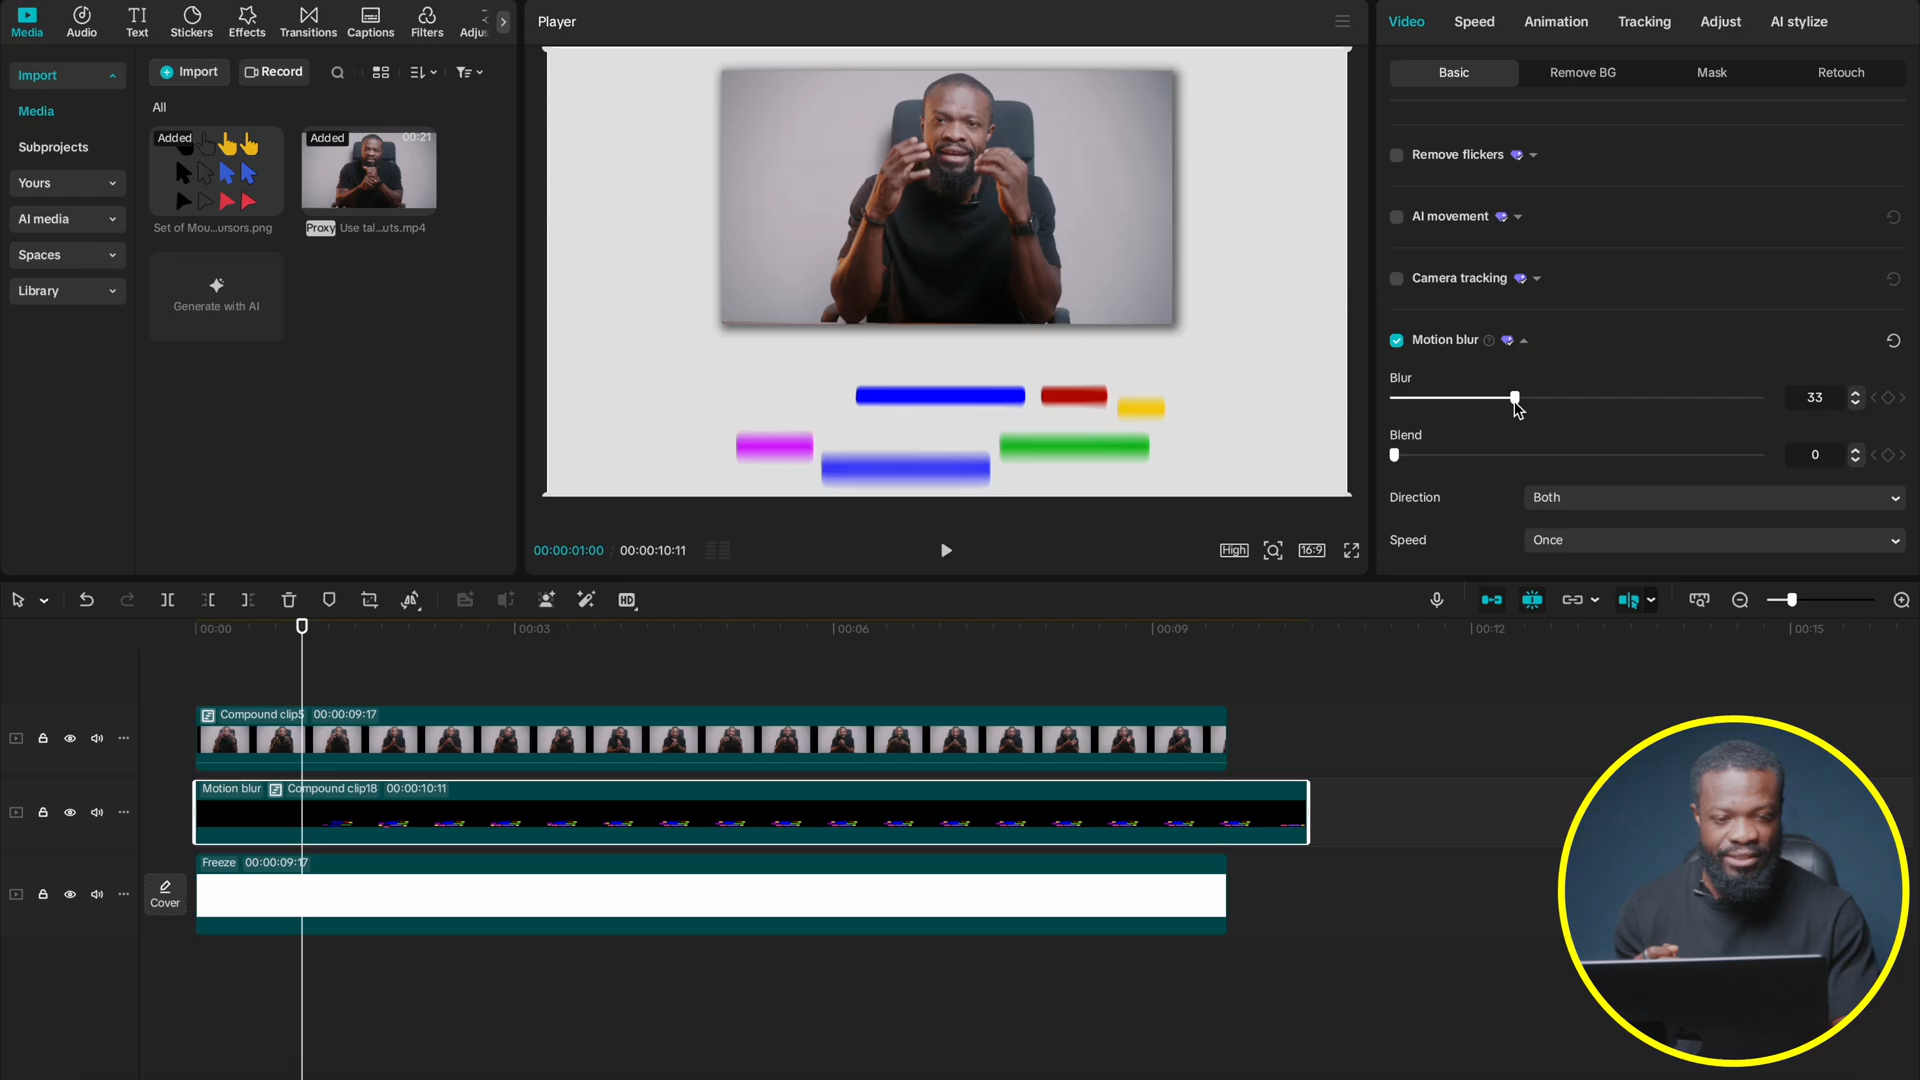 Media
Audio
Text
Stickers
Effects
Transitions
Captions
Filters
Adjus
Player
Video
Speed
Animation
Tracking
Adjust
AI stylize
Import
Media
Subprojects
Yours
AI media
Spaces
Library
Import
Record
All
Added
Set of Mou...ursors.png
Added
00:21
Proxy Use tal...uts.mp4
Generate with AI
Basic
Remove BG
Mask
Retouch
Remove flickers
AI movement
Camera tracking
Motion blur
Blur
33
Blend
0
Direction
Both
Speed
Once
00:00:01:00 / 00:00:10:11
High
16:9
HD
00:00
00:03
00:06
00:09
00:12
00:15
Compound clip5 00:00:09:17
Motion blur Compound clip18 00:00:10:11
Freeze 00:00:09:17
Cover